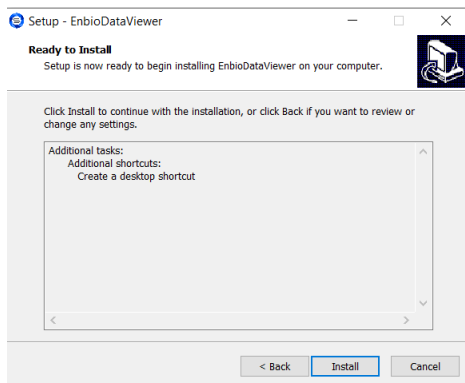 Setup - EnbioDataViewer
Ready to Install
Setup is now ready to begin installing EnbioDataViewer on your computer.
Click Install to continue with the installation, or click Back if you want to review or
change any settings.
Additional tasks:
Additional shortcuts:
Create a desktop shortcut
< Back
Install
Cancel